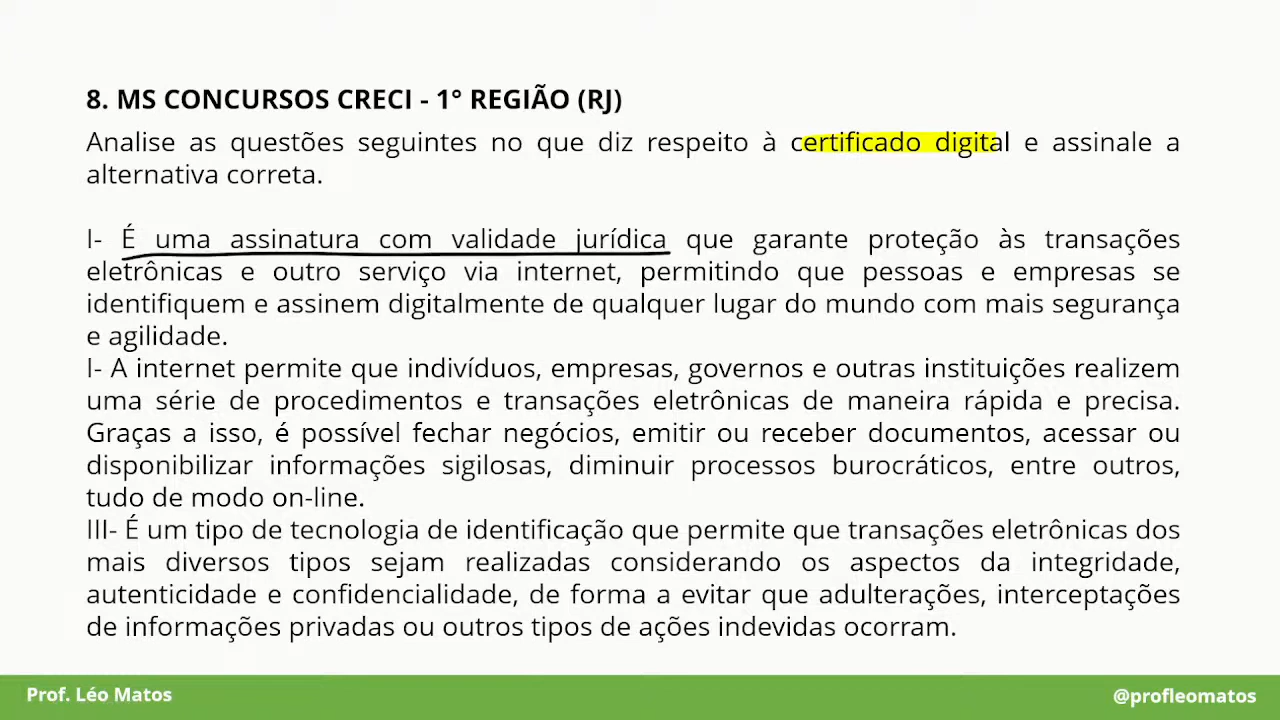 8. MS CONCURSOS CRECI - 1° REGIÃO (RJ)
Analise as questões seguintes no que diz respeito à certificado digital e assinale a
alternativa correta.
I- É uma assinatura com validade jurídica que garante proteção às transações
eletrônicas e outro serviço via internet, permitindo que pessoas e empresas se
identifiquem e assinem digitalmente de qualquer lugar do mundo com mais segurança
e agilidade.
I- A internet permite que indivíduos, empresas, governos e outras instituições realizem
uma série de procedimentos e transações eletrônicas de maneira rápida e precisa.
Graças a isso, é possível fechar negócios, emitir ou receber documentos, acessar ou
disponibilizar informações sigilosas, diminuir processos burocráticos, entre outros,
tudo de modo on-line.
III- É um tipo de tecnologia de identificação que permite que transações eletrônicas dos
mais diversos tipos sejam realizadas considerando os aspectos da integridade,
autenticidade e confidencialidade, de forma a evitar que adulterações, interceptações
de informações privadas ou outros tipos de ações indevidas ocorram.
Prof. Léo Matos
@profleomatos